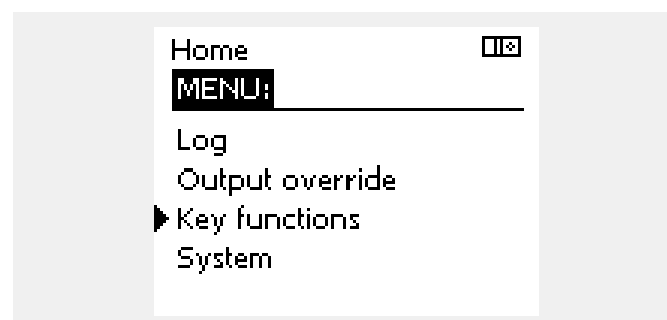 Home
MENU:
Log
Output override
Key functions
System